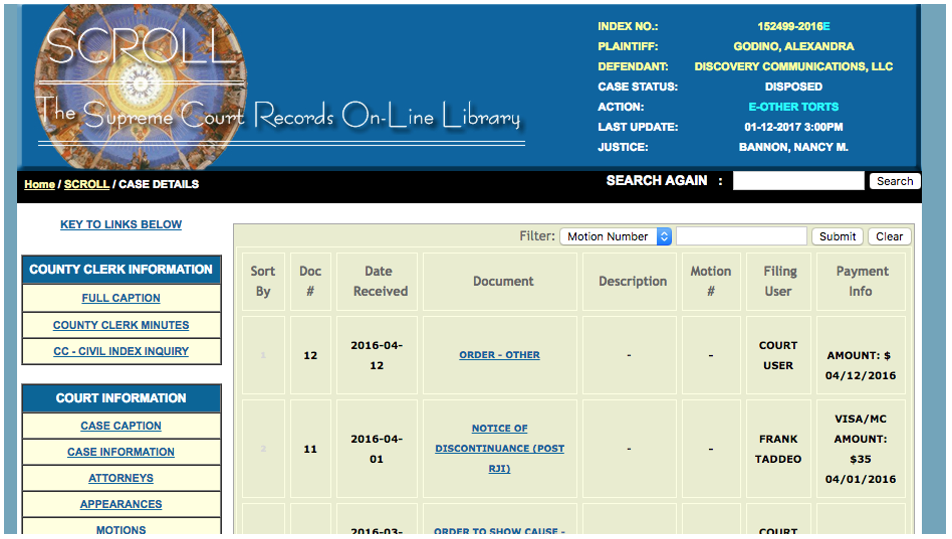 SCROLL
The Supreme Court Records On-Line Library
INDEX NO.: 152499-2016E
PLAINTIFF: GODINO, ALEXANDRA
DEFENDANT: DISCOVERY COMMUNICATIONS, LLC
CASE STATUS: DISPOSED
ACTION: E-OTHER TORTS
LAST UPDATE: 01-12-2017 3:00PM
JUSTICE: BANNON, NANCY M.
Home / SCROLL / CASE DETAILS
SEARCH AGAIN : Search
KEY TO LINKS BELOW
COUNTY CLERK INFORMATION
FULL CAPTION
COUNTY CLERK MINUTES
CC - CIVIL INDEX INQUIRY
COURT INFORMATION
CASE CAPTION
CASE INFORMATION
ATTORNEYS
APPEARANCES
MOTIONS
Filter: Motion Number Submit Clear
Sort By
Doc #
Date Received
Document
Description
Motion #
Filing User
Payment Info
1
12
2016-04-
12
ORDER - OTHER
-
-
COURT
USER
AMOUNT: $
04/12/2016
2
11
2016-04-
01
NOTICE OF
DISCONTINUANCE (POST
RJI)
-
-
FRANK
TADDEO
VISA/MC
AMOUNT:
$35
04/01/2016
2016-03-
ORDER TO SHOW CAUSE -
COURT